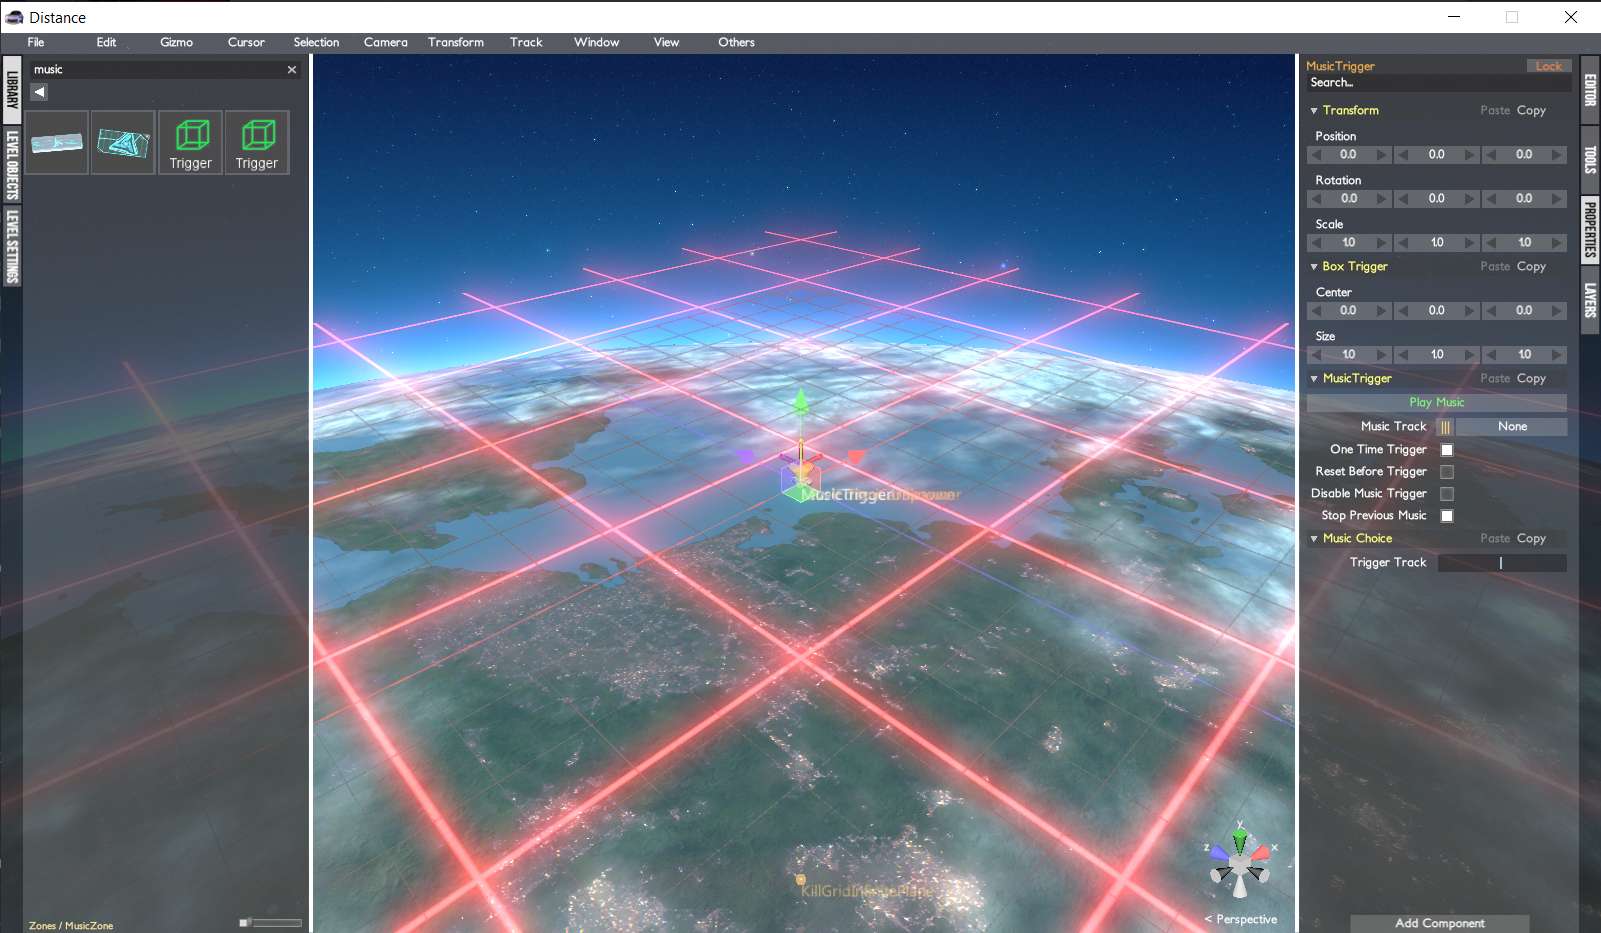 Distance
File Edit Gizmo Cursor Selection Camera Transform Track Window View Others
LIBRARY
LEVEL OBJECTS
LEVEL SETTINGS
music
Trigger Trigger
Zones / MusicZone
MusicTrigger
KillGridInfinitePlane
y
z
x
< Perspective
MusicTrigger Lock
Search...
Transform Paste Copy
Position
0.0 0.0 0.0
Rotation
0.0 0.0 0.0
Scale
1.0 1.0 1.0
Box Trigger Paste Copy
Center
0.0 0.0 0.0
Size
1.0 1.0 1.0
MusicTrigger Paste Copy
Play Music
Music Track None
One Time Trigger
Reset Before Trigger
Disable Music Trigger
Stop Previous Music
Music Choice Paste Copy
Trigger Track
Add Component
EDITOR
TOOLS
PROPERTIES
LAYERS